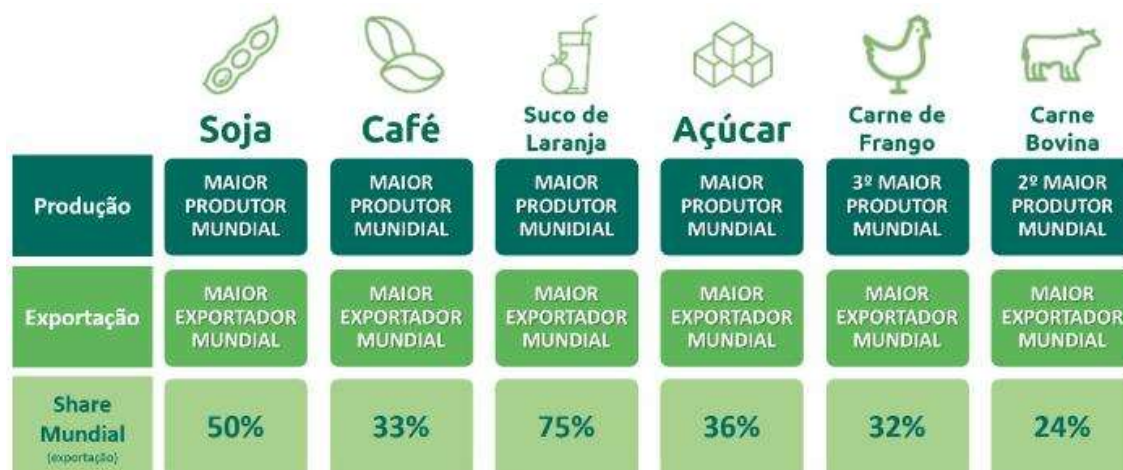 Soja
Café
Suco de
Laranja
Açúcar
Carne de
Frango
Carne
Bovina
Produção
MAIOR
PRODUTOR
MUNDIAL
MAIOR
PRODUTOR
MUNIDIAL
MAIOR
PRODUTOR
MUNIDIAL
MAIOR
PRODUTOR
MUNDIAL
3º MAIOR
PRODUTOR
MUNDIAL
2º MAIOR
PRODUTOR
MUNDIAL
Exportação
MAIOR
EXPORTADOR
MUNDIAL
MAIOR
EXPORTADOR
MUNDIAL
MAIOR
EXPORTADOR
MUNDIAL
MAIOR
EXPORTADOR
MUNDIAL
MAIOR
EXPORTADOR
MUNDIAL
MAIOR
EXPORTADOR
MUNDIAL
Share
Mundial
(exportação)
50%
33%
75%
36%
32%
24%